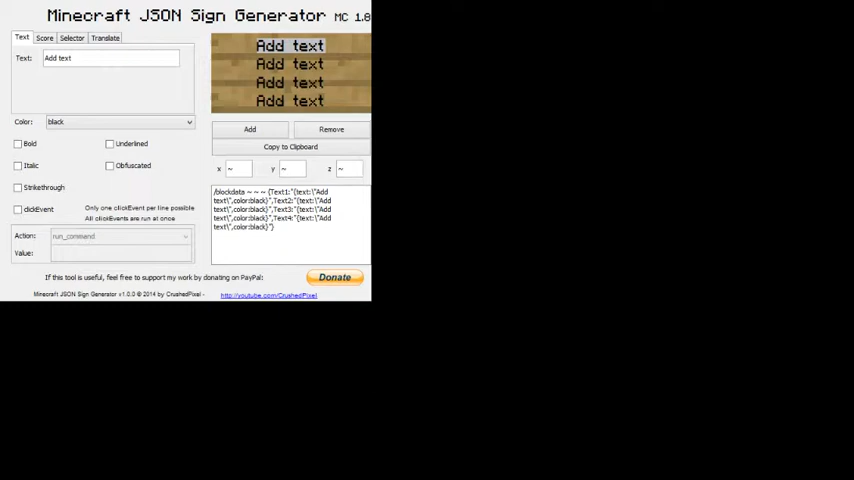 Minecraft JSON Sign Generator MC 1.8
Text Score Selector Translate
Text: Add text
Add text
Add text
Add text
Add text
Color: black
Add Remove
Copy to Clipboard
Bold Underlined
Italic Obfuscated
x ~ y ~ z ~
Strikethrough
clickEvent Only one clickEvent per line possible
All clickEvents are run at once
Action: run_command
Value:
/blockdata ~ ~ ~ {Text1:"{text:\"Add
text\",color:black}",Text2:"{text:\"Add
text\",color:black}",Text3:"{text:\"Add
text\",color:black}",Text4:"{text:\"Add
text\",color:black}"}
If this tool is useful, feel free to support my work by donating on PayPal: Donate
Minecraft JSON Sign Generator v1.0.0 © 2014 by CrushedPixel - http://youtube.com/CrushedPixel